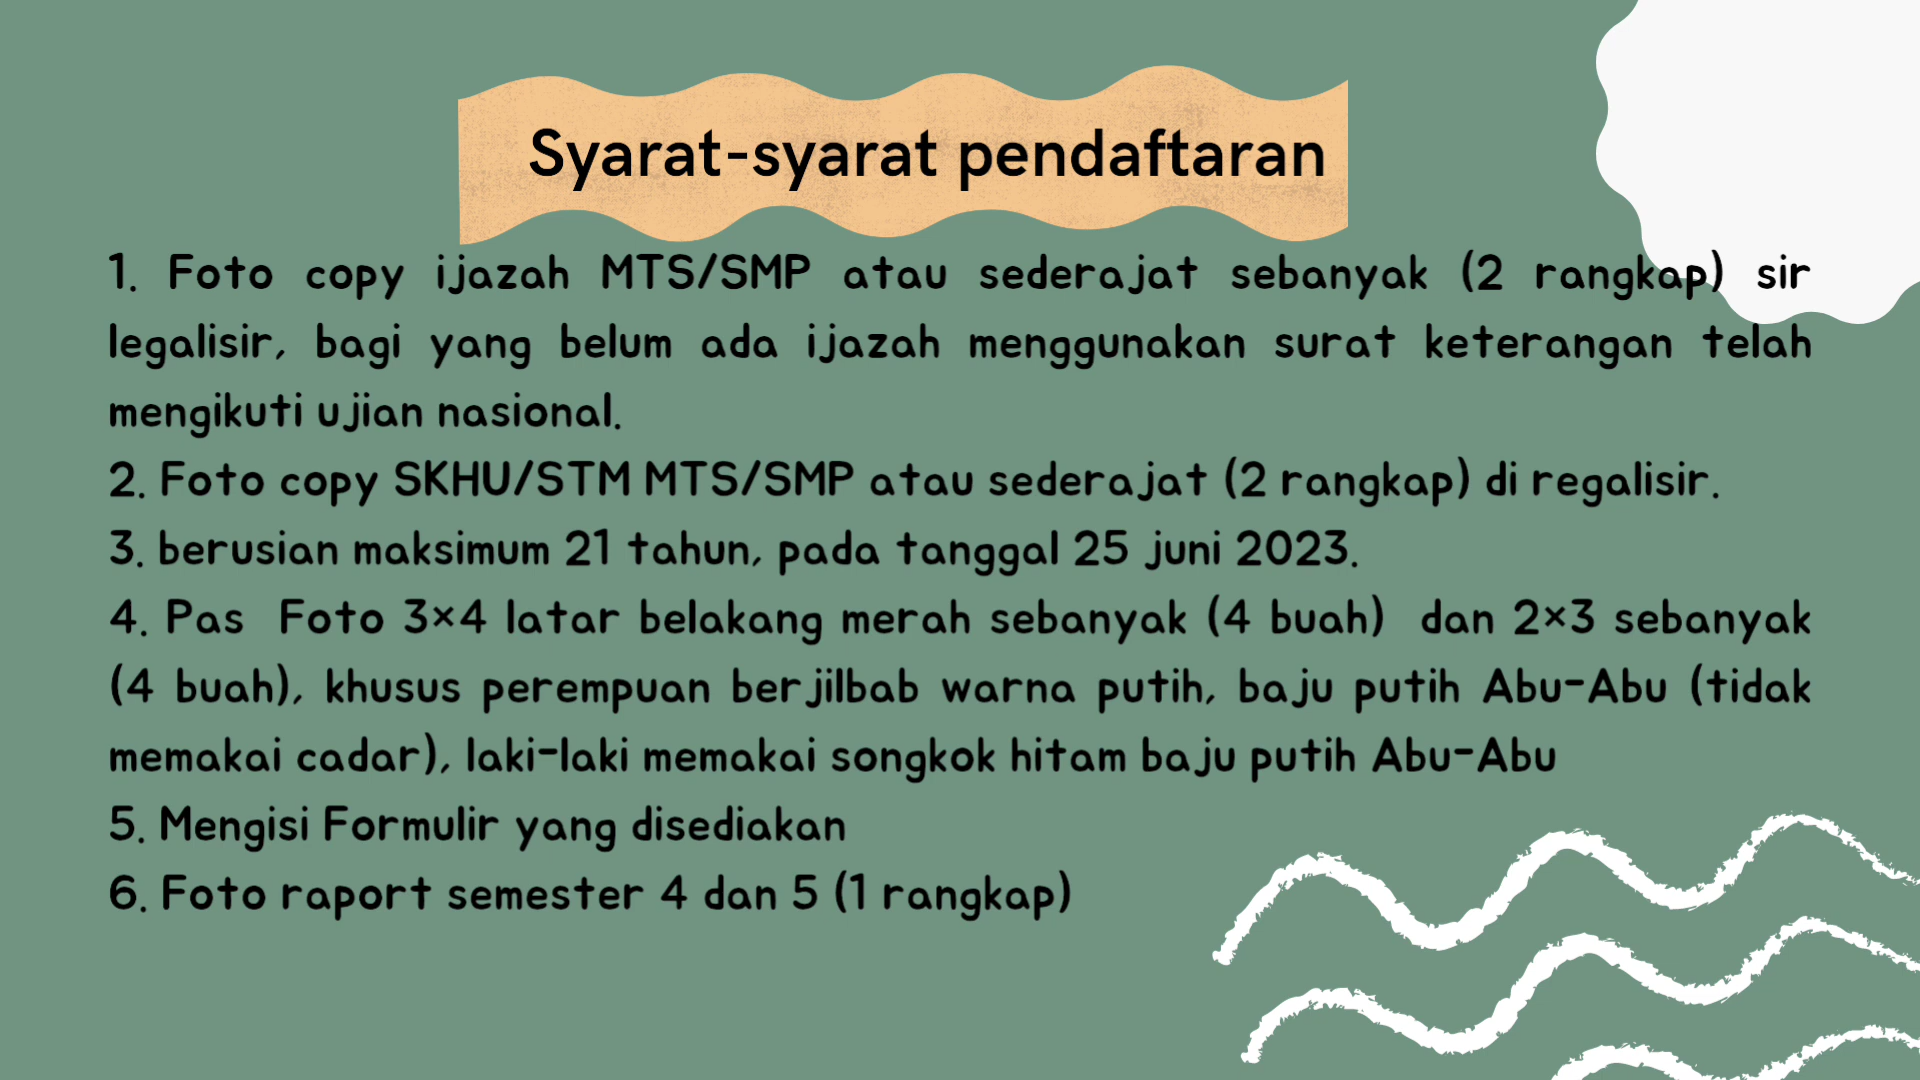 Syarat-syarat pendaftaran
1. Foto copy ijazah MTS/SMP atau sederajat sebanyak (2 rangkap) sir
legalisir, bagi yang belum ada ijazah menggunakan surat keterangan telah
mengikuti ujian nasional.
2. Foto copy SKHU/STM MTS/SMP atau sederajat (2 rangkap) di regalisir.
3. berusian maksimum 21 tahun, pada tanggal 25 juni 2023.
4. Pas  Foto 3×4 latar belakang merah sebanyak (4 buah)  dan 2×3 sebanyak
(4 buah), khusus perempuan berjilbab warna putih, baju putih Abu-Abu (tidak
memakai cadar), laki-laki memakai songkok hitam baju putih Abu-Abu
5. Mengisi Formulir yang disediakan
6. Foto raport semester 4 dan 5 (1 rangkap)